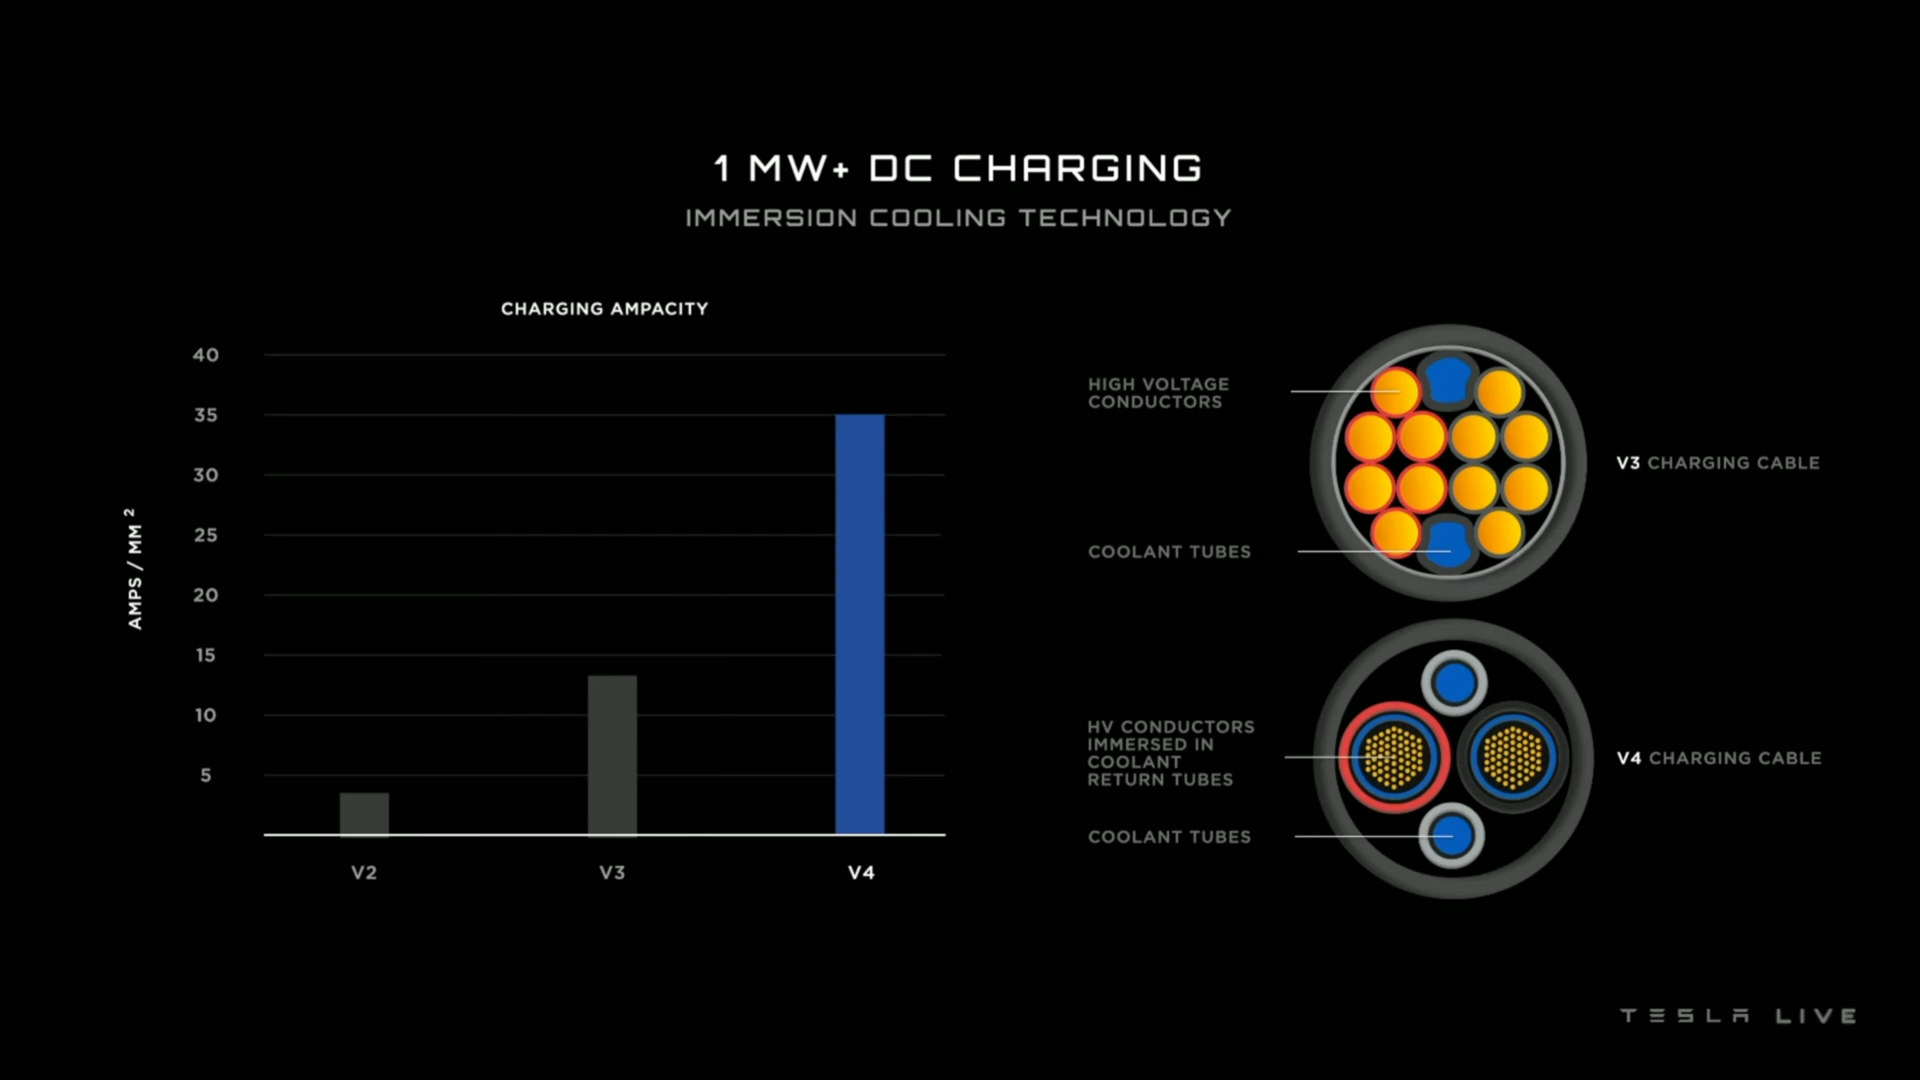 1 MW+ DC CHARGING
IMMERSION COOLING TECHNOLOGY
CHARGING AMPACITY
40
35
30
25
20
15
10
5
AMPS / MM ²
V2
V3
V4
HIGH VOLTAGE
CONDUCTORS
COOLANT TUBES
V3 CHARGING CABLE
HV CONDUCTORS
IMMERSED IN
COOLANT
RETURN TUBES
COOLANT TUBES
V4 CHARGING CABLE
TESLA LIVE